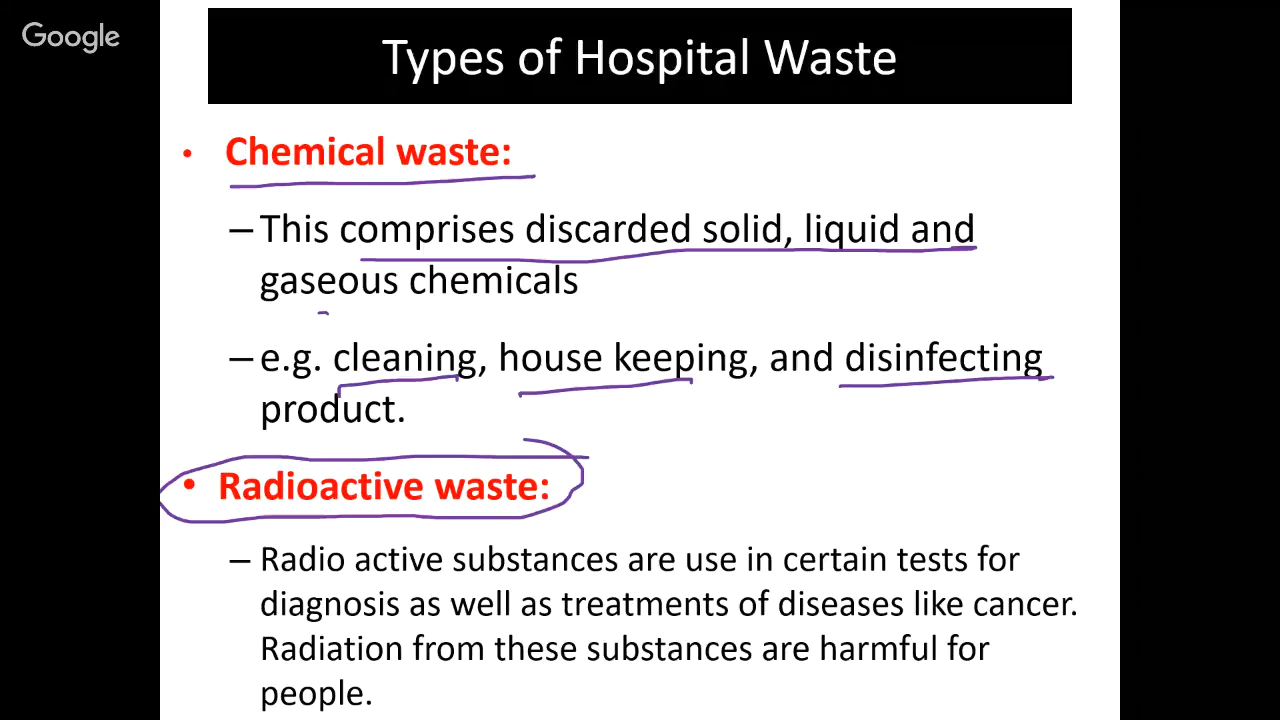 Google
Types of Hospital Waste
• Chemical waste:
– This comprises discarded solid, liquid and
gaseous chemicals
– e.g. cleaning, house keeping, and disinfecting
product.
• Radioactive waste:
– Radio active substances are use in certain tests for
diagnosis as well as treatments of diseases like cancer.
Radiation from these substances are harmful for
people.